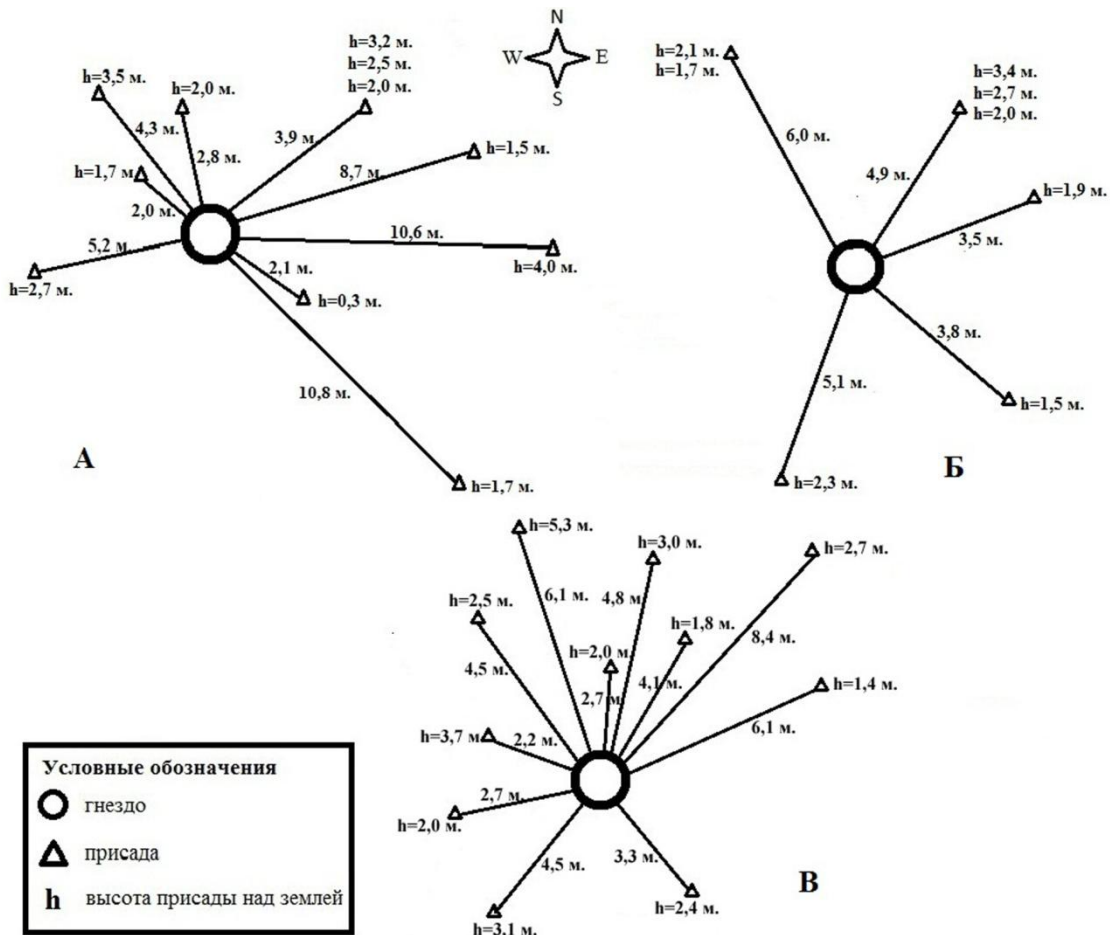 N
W E
S
h=3,5 м.
h=2,0 м.
h=3,2 м.
h=2,5 м.
h=2,0 м.
4,3 м.
2,8 м.
3,9 м.
h=1,7 м
8,7 м.
h=1,5 м.
2,0 м.
5,2 м.
10,6 м.
h=2,7 м.
2,1 м.
h=4,0 м.
h=0,3 м.
10,8 м.
h=1,7 м.
А
h=2,1 м.
h=1,7 м.
h=3,4 м.
h=2,7 м.
h=2,0 м.
6,0 м.
4,9 м.
h=1,9 м.
3,5 м.
3,8 м.
5,1 м.
h=1,5 м.
h=2,3 м.
Б
h=5,3 м.
h=3,0 м.
h=2,7 м.
h=2,5 м.
6,1 м.
4,8 м
h=1,8 м.
8,4 м.
4,5 м.
h=2,0 м
4,1 м.
h=1,4 м.
2,7 м
6,1 м.
h=3,7 м
2,2 м.
2,7 м.
h=2,0 м.
4,5 м.
3,3 м.
h=2,4 м.
h=3,1 м.
В
Условные обозначения
гнездо
присада
h высота присады над землей